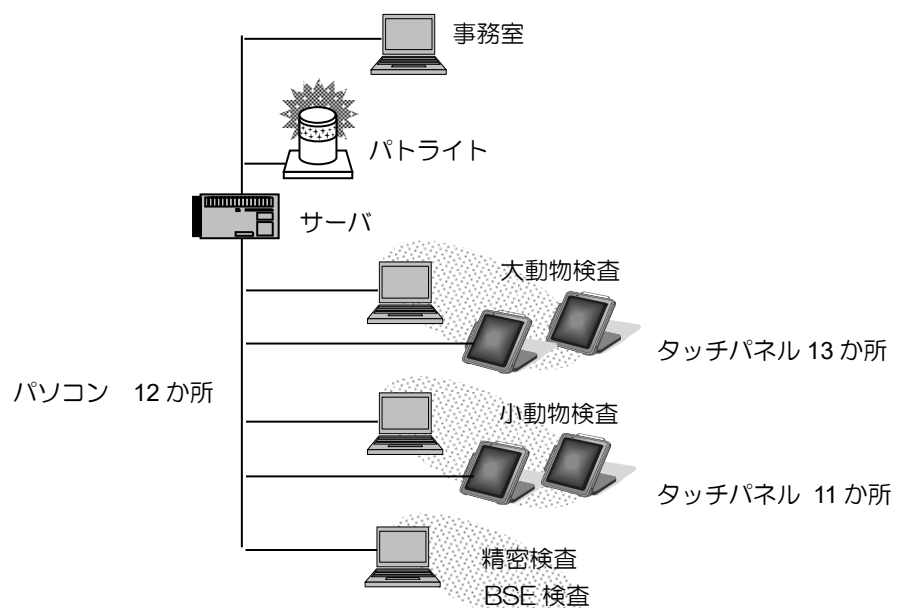 事務室
パトライト
サーバ
大動物検査
タッチパネル 13 か所
パソコン 12 か所
小動物検査
タッチパネル 11 か所
精密検査
BSE 検査